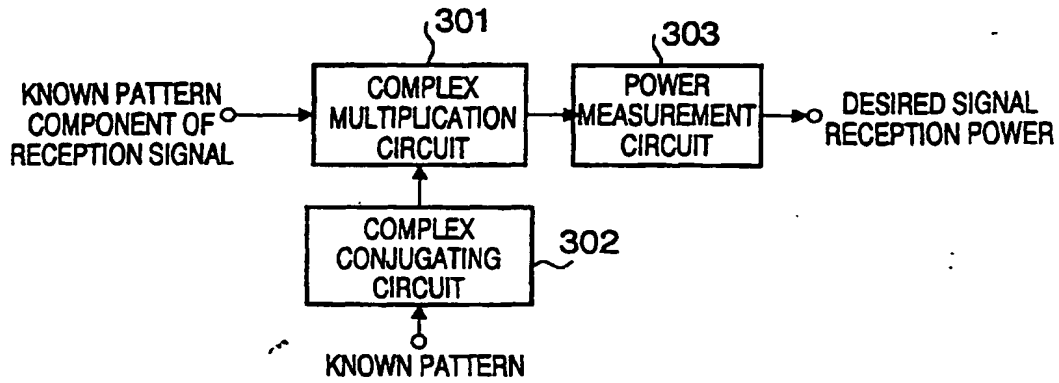 301
303
KNOWN PATTERN
COMPONENT OF
RECEPTION SIGNAL
COMPLEX
MULTIPLICATION
CIRCUIT
POWER
MEASUREMENT
CIRCUIT
DESIRED SIGNAL
RECEPTION POWER
COMPLEX
CONJUGATING
CIRCUIT
302
KNOWN PATTERN